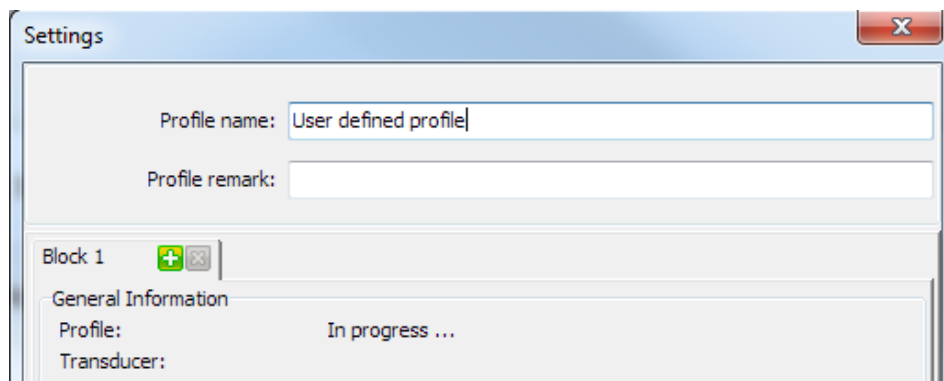 Settings
Profile name: User defined profile
Profile remark:
Block 1
General Information
Profile: In progress ...
Transducer: